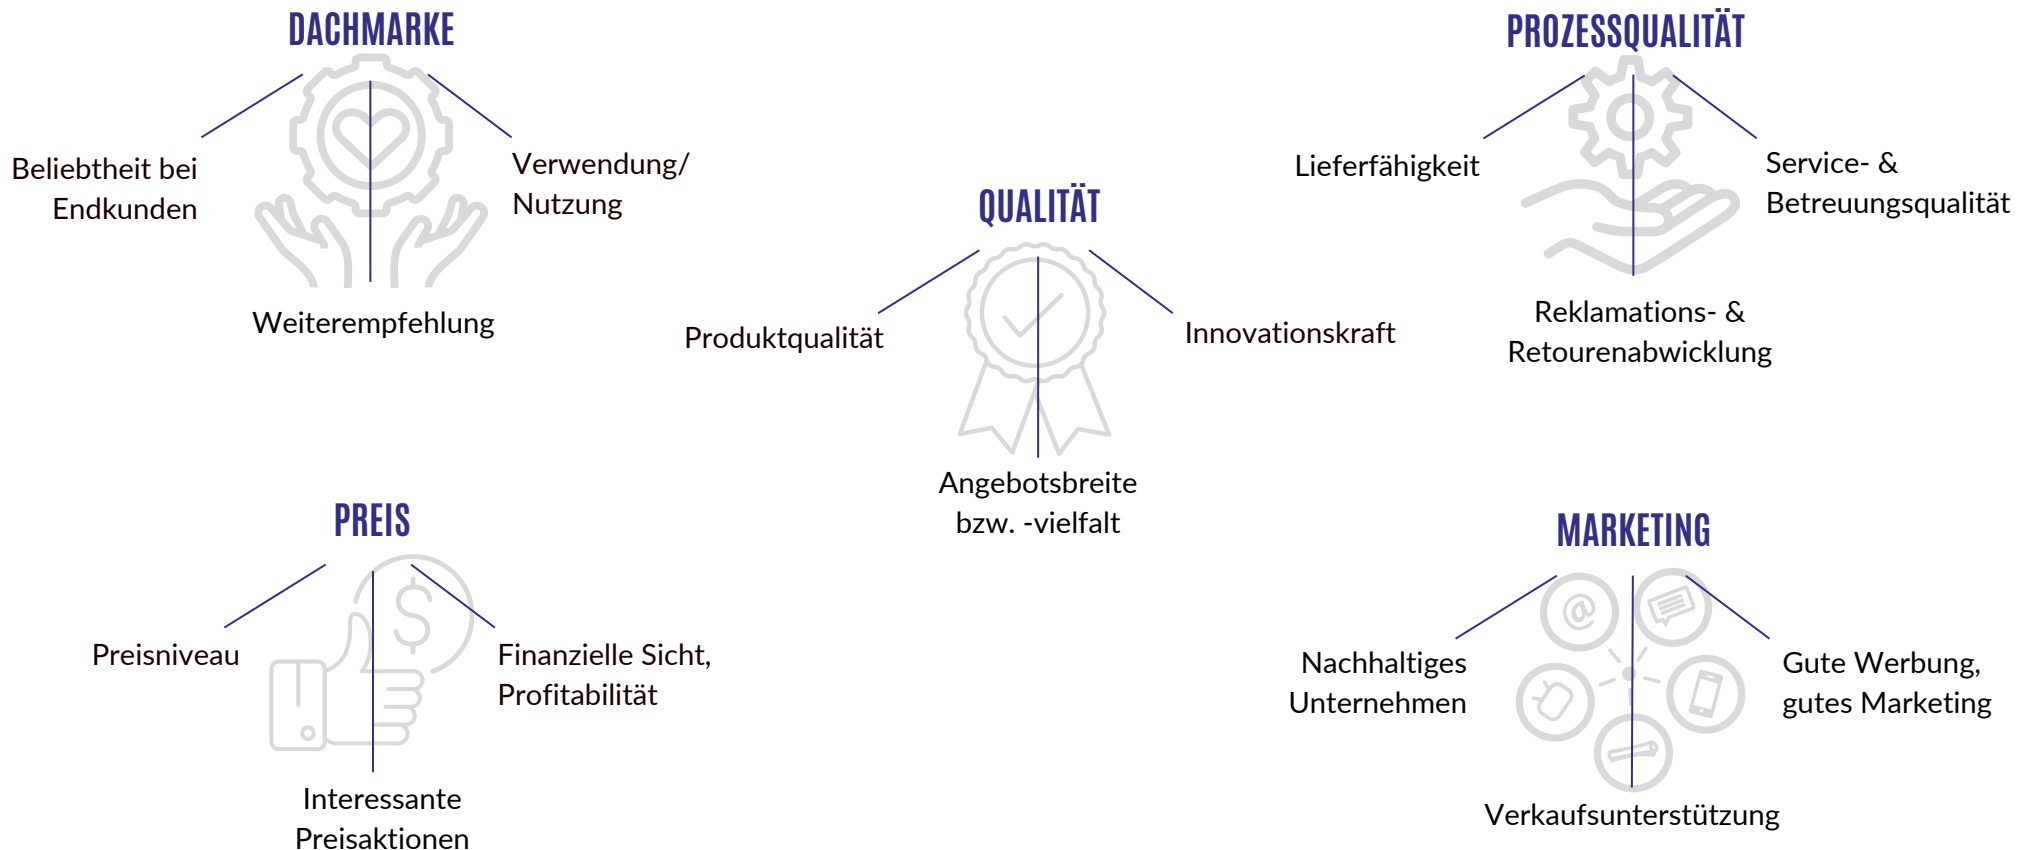 DACHMARKE
Beliebtheit bei
Endkunden
Verwendung/
Nutzung
Weiterempfehlung
PROZESSQUALITÄT
Lieferfähigkeit
Service- &
Betreuungsqualität
Reklamations- &
Retourenabwicklung
QUALITÄT
Produktqualität
Innovationskraft
Angebotsbreite
bzw. -vielfalt
PREIS
Preisniveau
Finanzielle Sicht,
Profitabilität
Interessante
Preisaktionen
MARKETING
Nachhaltiges
Unternehmen
Gute Werbung,
gutes Marketing
Verkaufsunterstützung